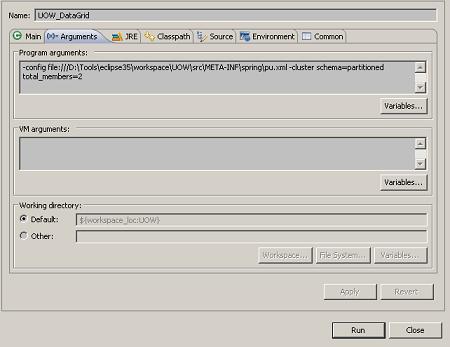 Name: UOW_DataGrid
Main (x)= Arguments JRE Classpath Source Environment Common
Program arguments:
-config file:///D:\Tools\eclipse35\workspace\UOW\src\META-INF\spring\pu.xml -cluster schema=partitioned
total_members=2
Variables...
VM arguments:
Variables...
Working directory:
Default: ${workspace_loc:UOW}
Other:
Workspace... File System... Variables...
Apply Revert
Run Close